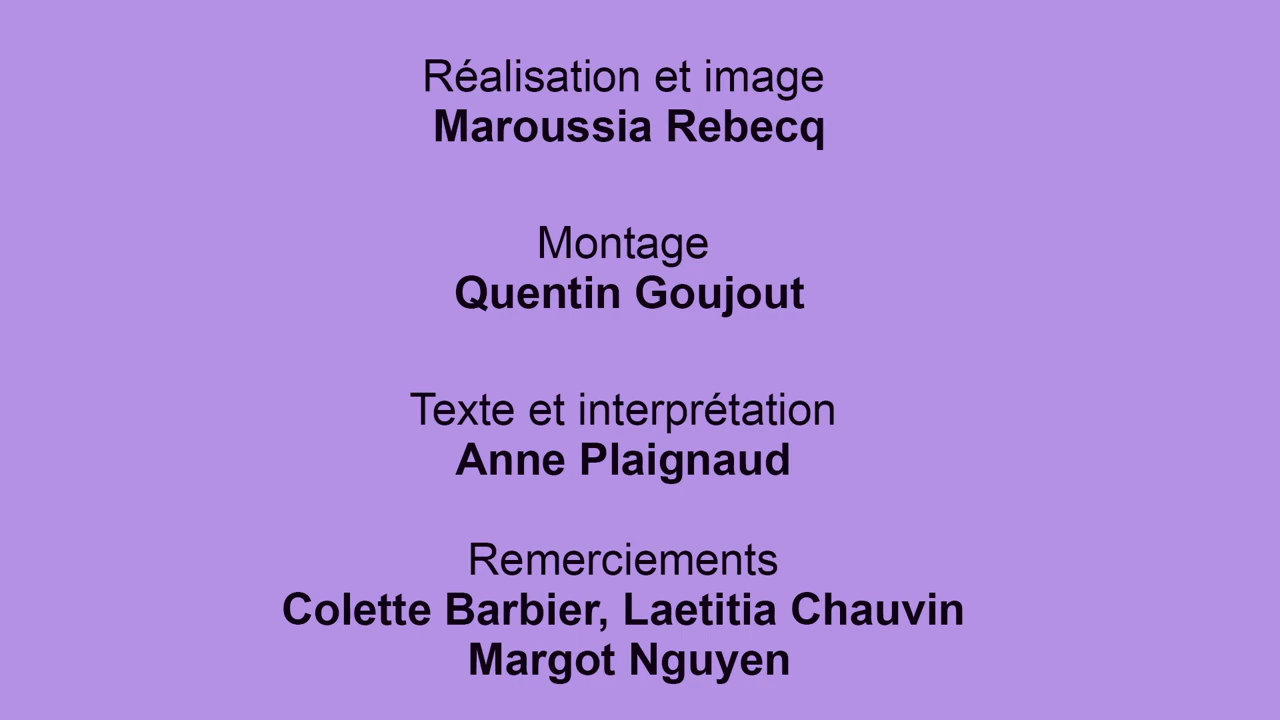 Réalisation et image
Maroussia Rebecq
Montage
Quentin Goujout
Texte et interprétation
Anne Plaignaud
Remerciements
Colette Barbier, Laetitia Chauvin
Margot Nguyen